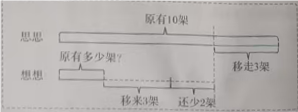 原有10架
思思
原有多少架?
移走3架
想想
移来3架
还少2架